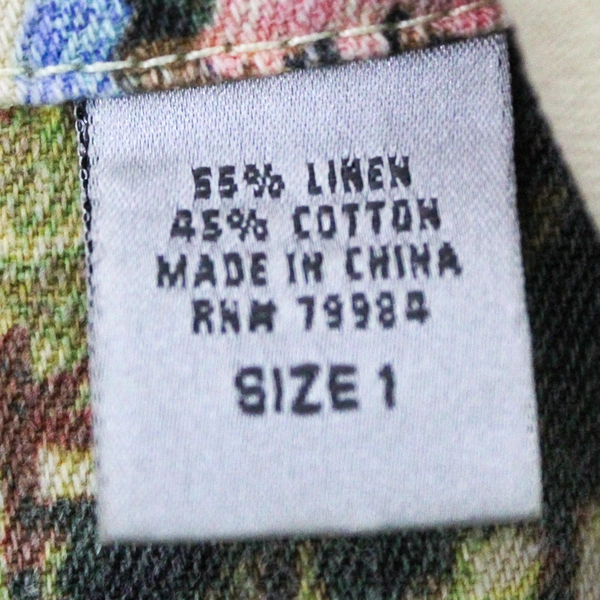 55% LINEN
45% COTTON
MADE IN CHINA
RN# 79984
SIZE 1